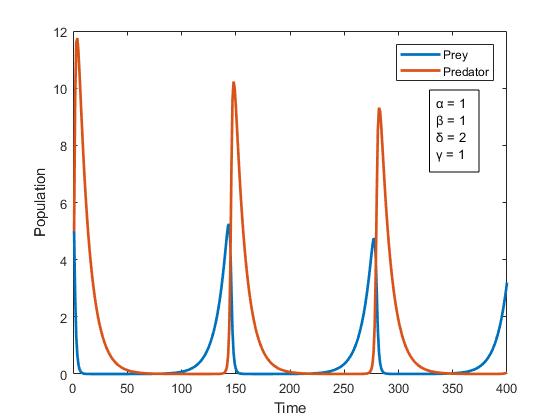 12
10
8
6
4
2
0
Population
Prey
Predator
α = 1
β = 1
δ = 2
γ = 1
0 50 100 150 200 250 300 350 400
Time